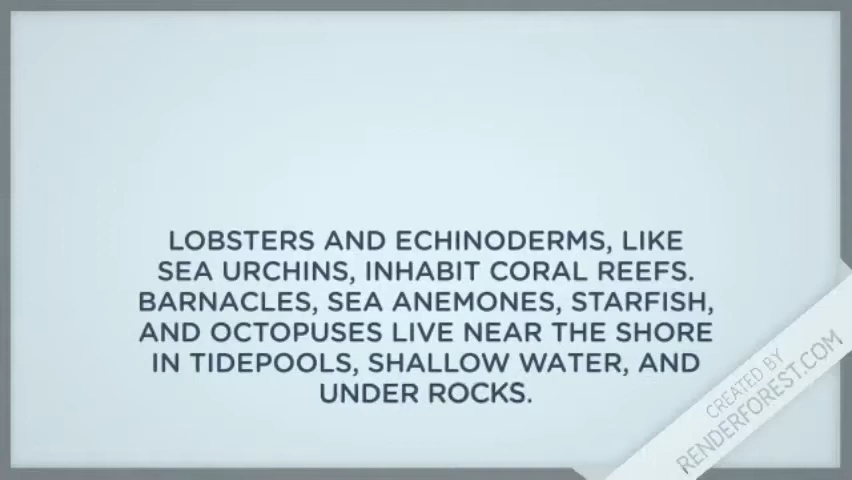 LOBSTERS AND ECHINODERMS, LIKE
SEA URCHINS, INHABIT CORAL REEFS.
BARNACLES, SEA ANEMONES, STARFISH,
AND OCTOPUSES LIVE NEAR THE SHORE
IN TIDEPOOLS, SHALLOW WATER, AND
UNDER ROCKS.
CREATED BY
RENDERFOREST.COM